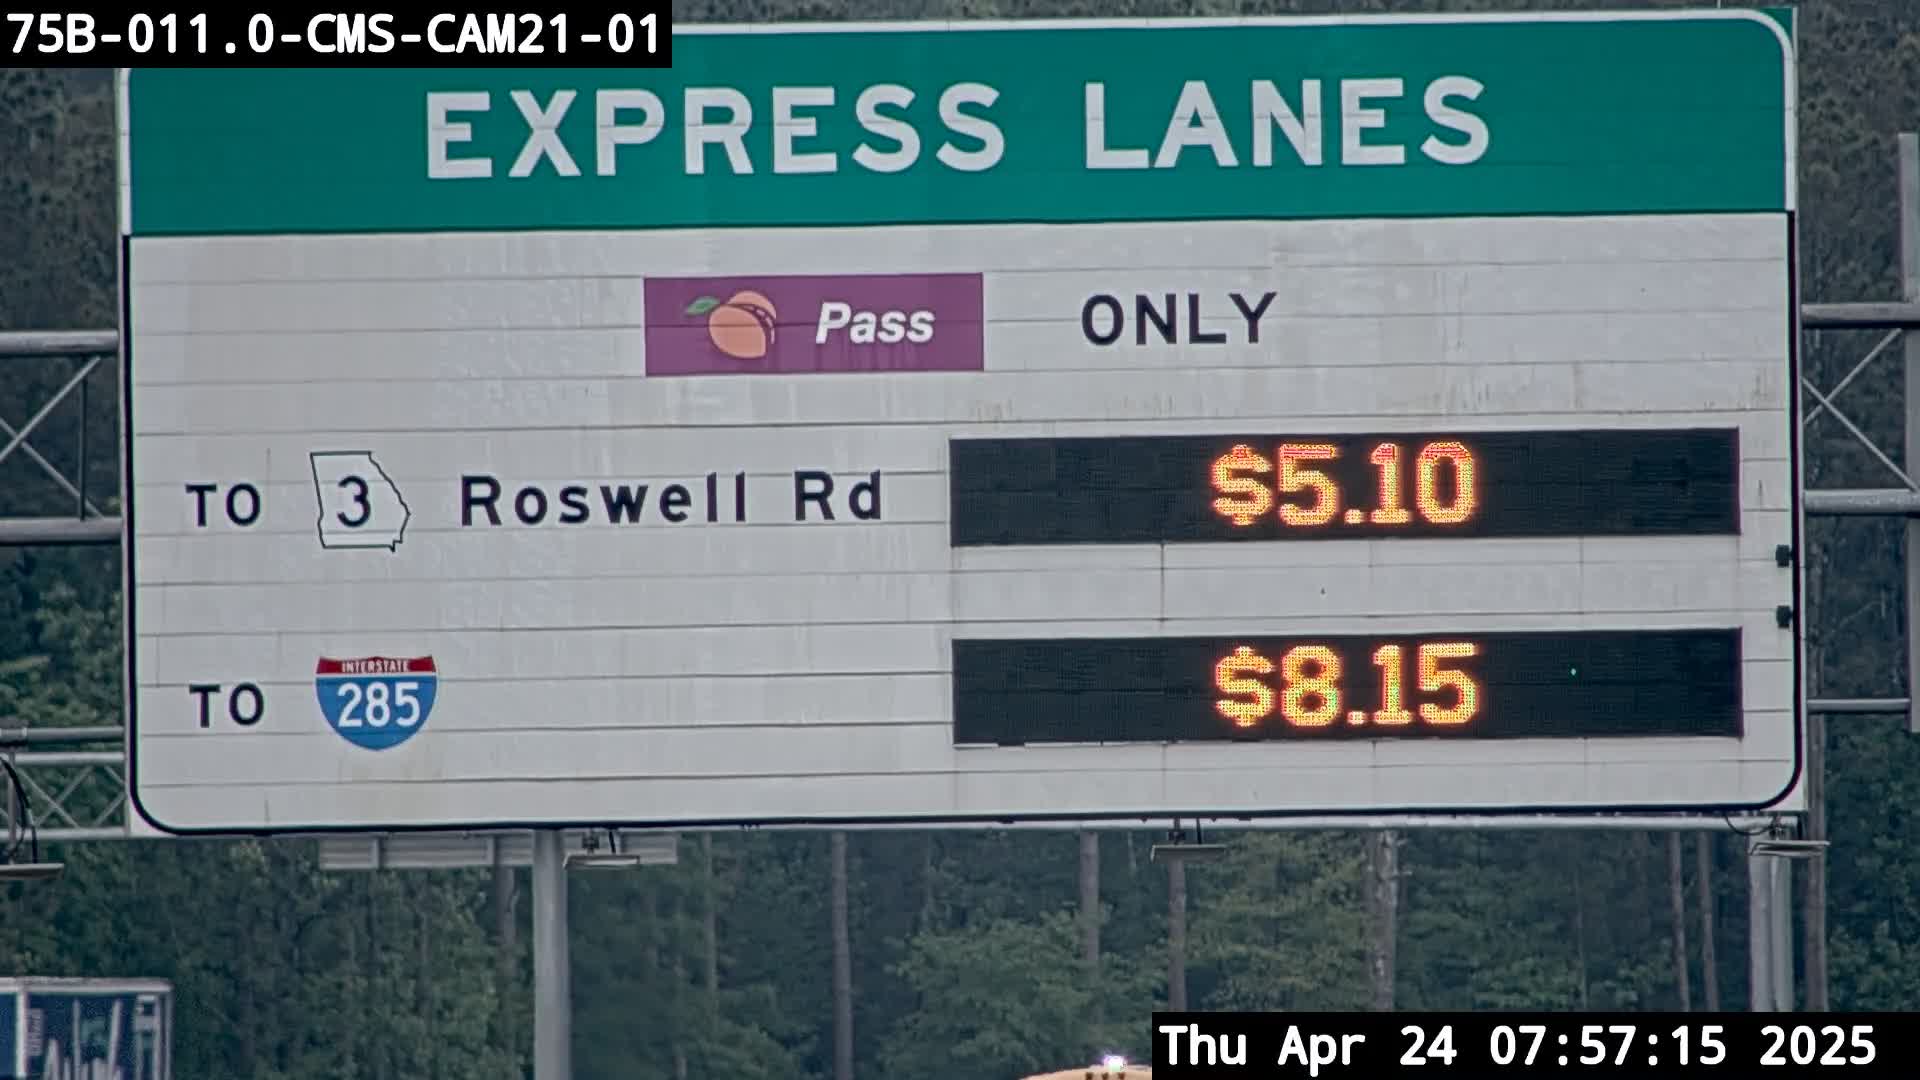 75B-011.0-CMS-CAM21-01
EXPRESS LANES
Pass ONLY
TO 3 Roswell Rd $5.10
TO INTERSTATE 285 $8.15
Thu Apr 24 07:57:15 2025